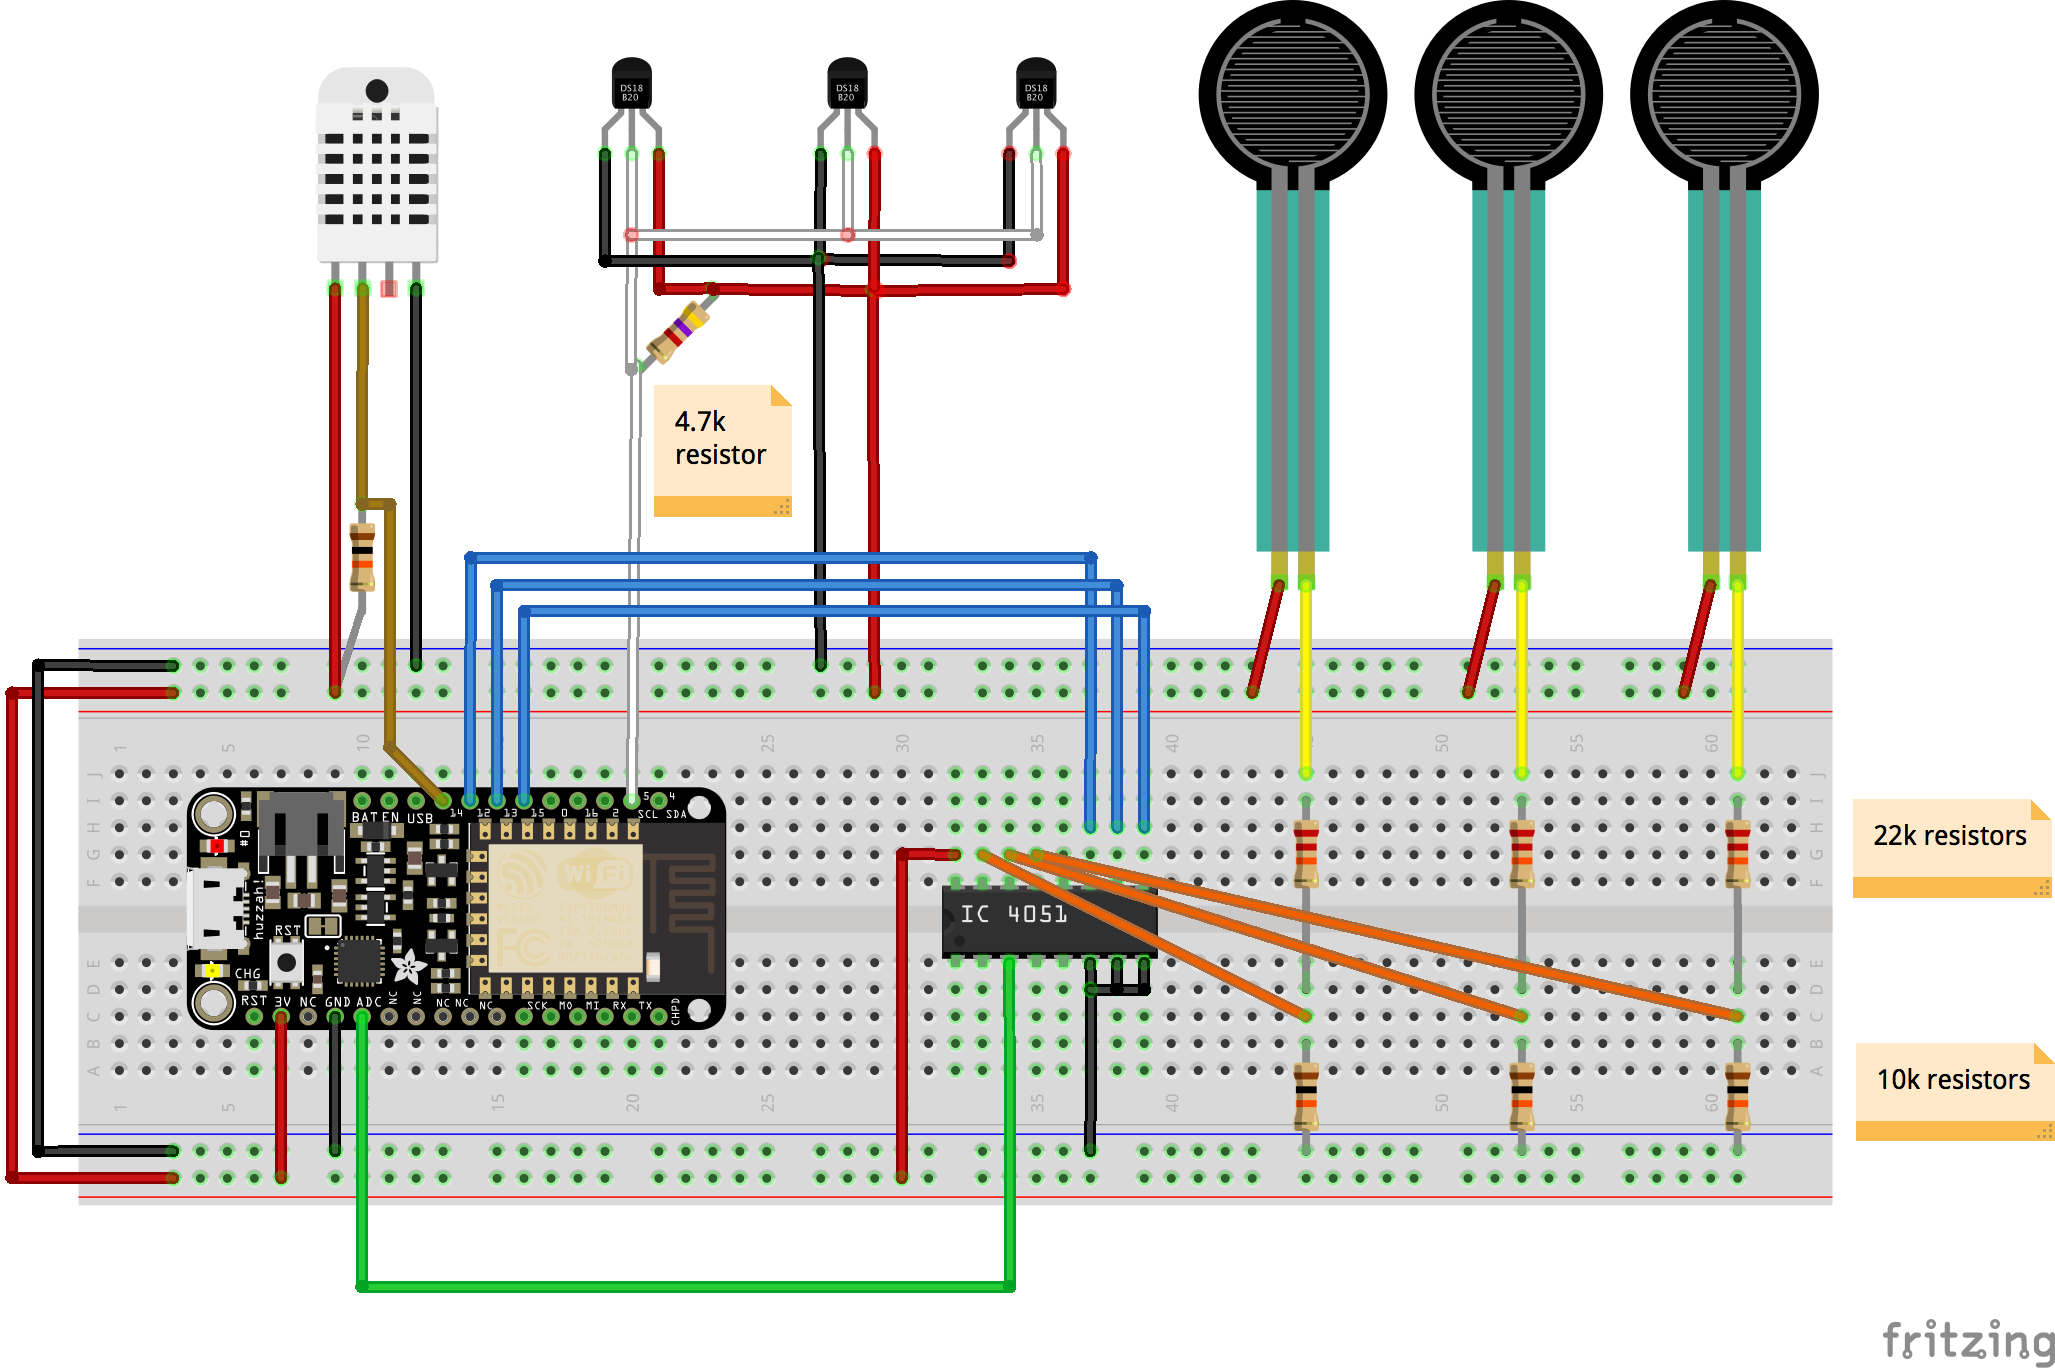 DS18
B20
DS18
B20
DS18
B20
4.7k
resistor
1 5 10 25 30 35 40 50 55 60
J J
I I
H H
G G
F F
E E
D D
C C
B B
A A
BAT EN USB 14 12 13 15 0 16 2 SCL SDA
5 4
#0
huzzah!
WiFi
FC
RST
CHG
RST 3V NC GND ADC NC NC NC NC NC SCK MO MI RX TX CHPD
IC 4051
22k resistors
10k resistors
1 5 15 20 25 35 40 50 55 60
fritzing